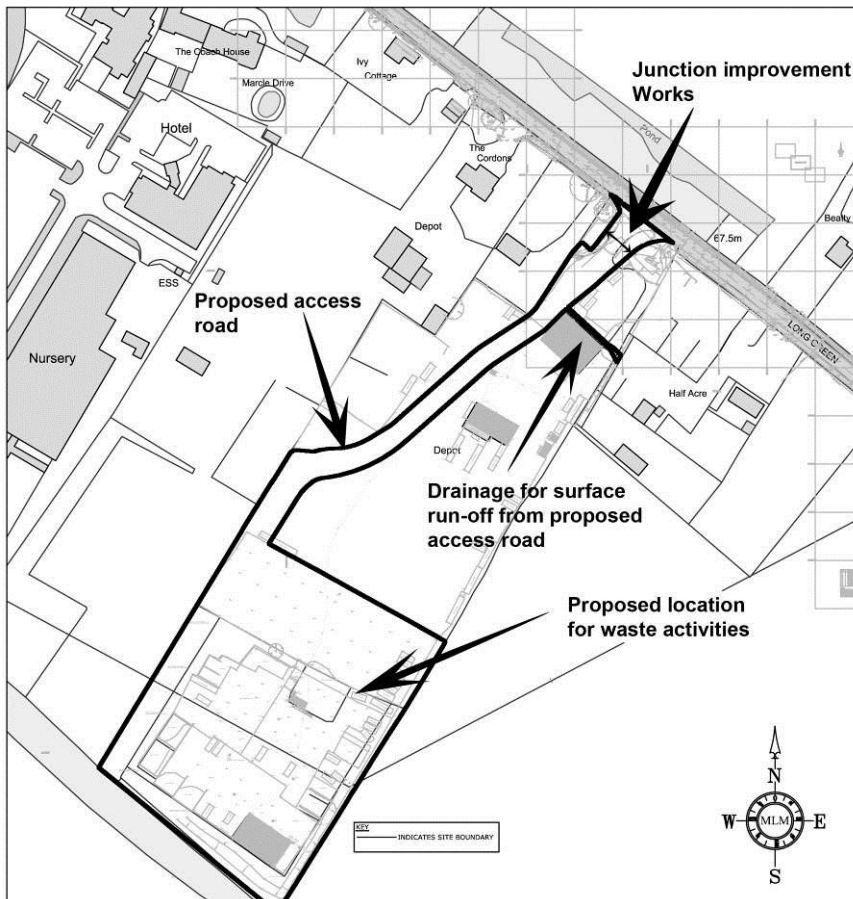 The Coach House
Ivy
Cottage
Junction improvement
Works
Marcle Drive
Hotel
Pond
The
Cordons
Depot
67.5m
ESS
Proposed access
road
LONG GREEN
Nursery
Half Acre
Depot
Drainage for surface
run-off from proposed
access road
Proposed location
for waste activities
N
W
MLM
E
S
KEY
INDICATES SITE BOUNDARY